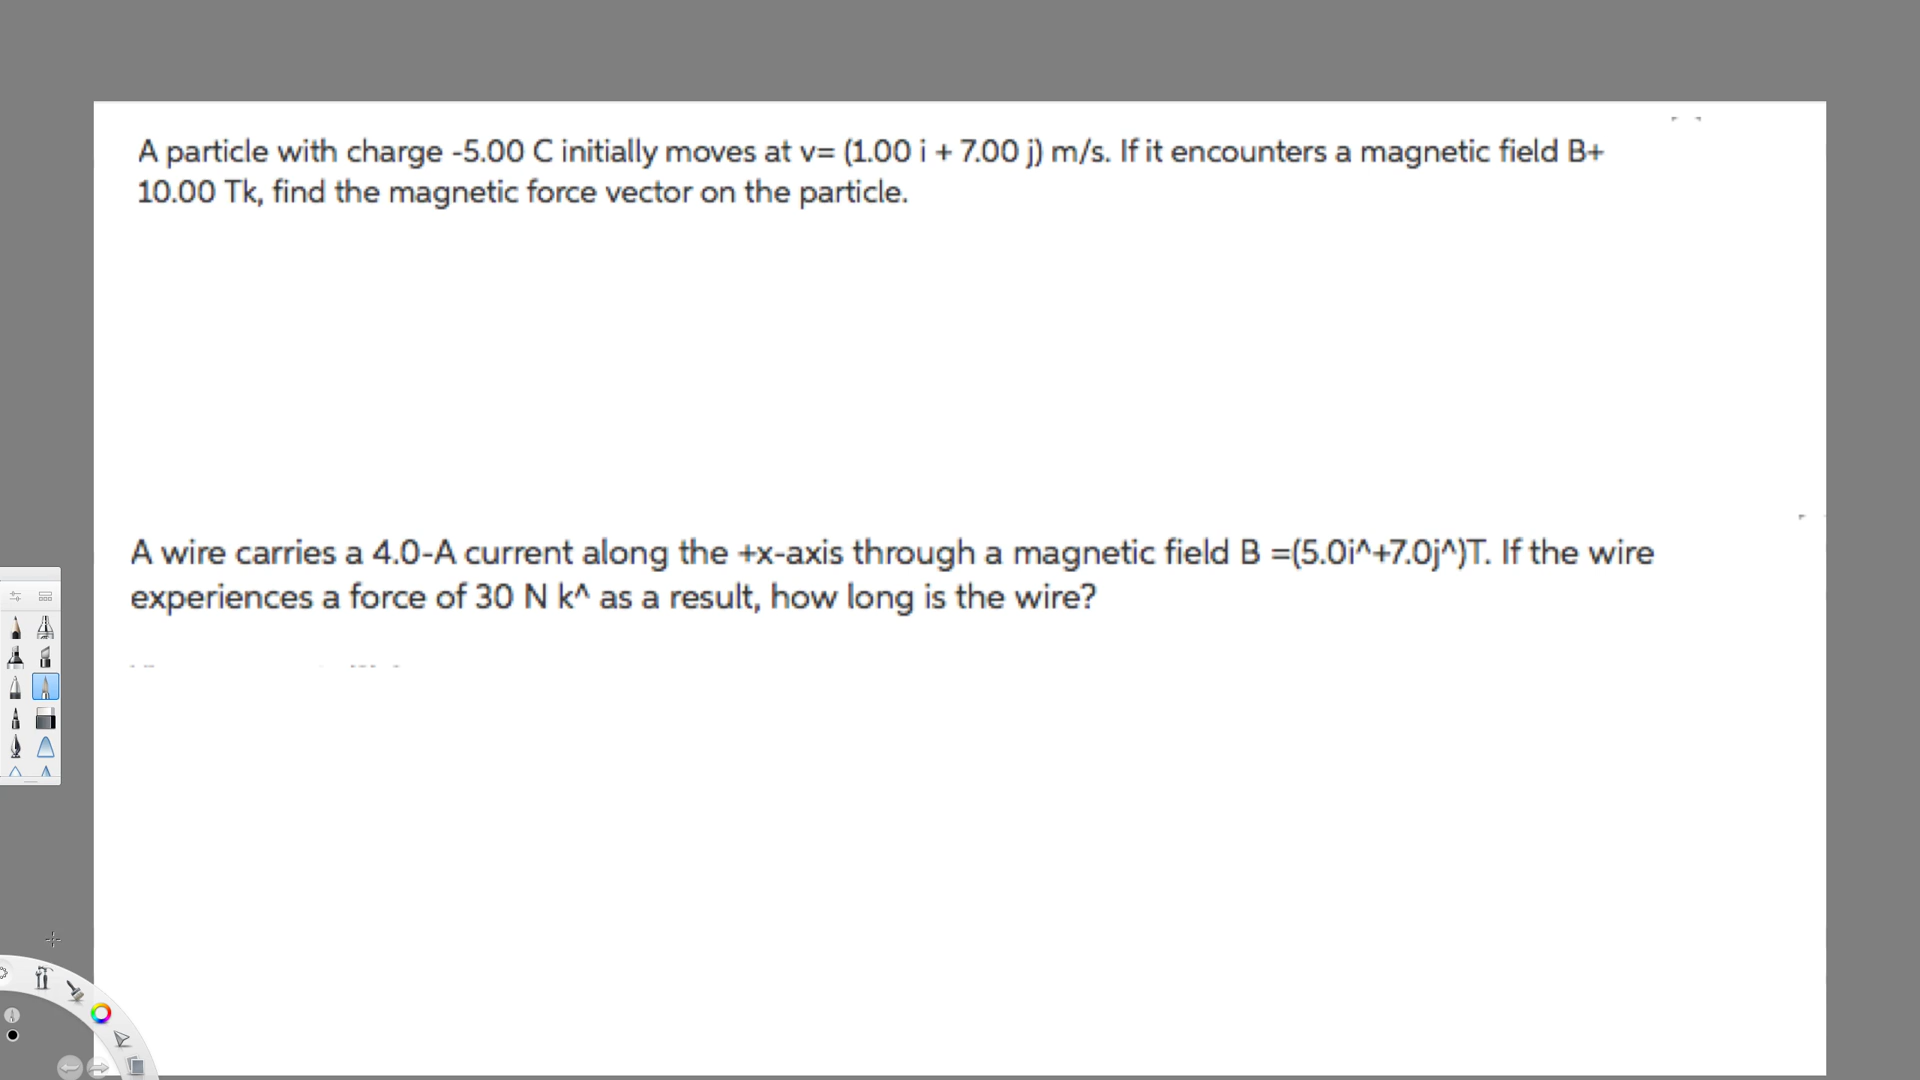 A particle with charge -5.00 C initially moves at v= (1.00 i + 7.00 j) m/s. If it encounters a magnetic field B+
10.00 Tk, find the magnetic force vector on the particle.
A wire carries a 4.0-A current along the +x-axis through a magnetic field B =(5.0i^+7.0j^)T. If the wire
experiences a force of 30 N k^ as a result, how long is the wire?